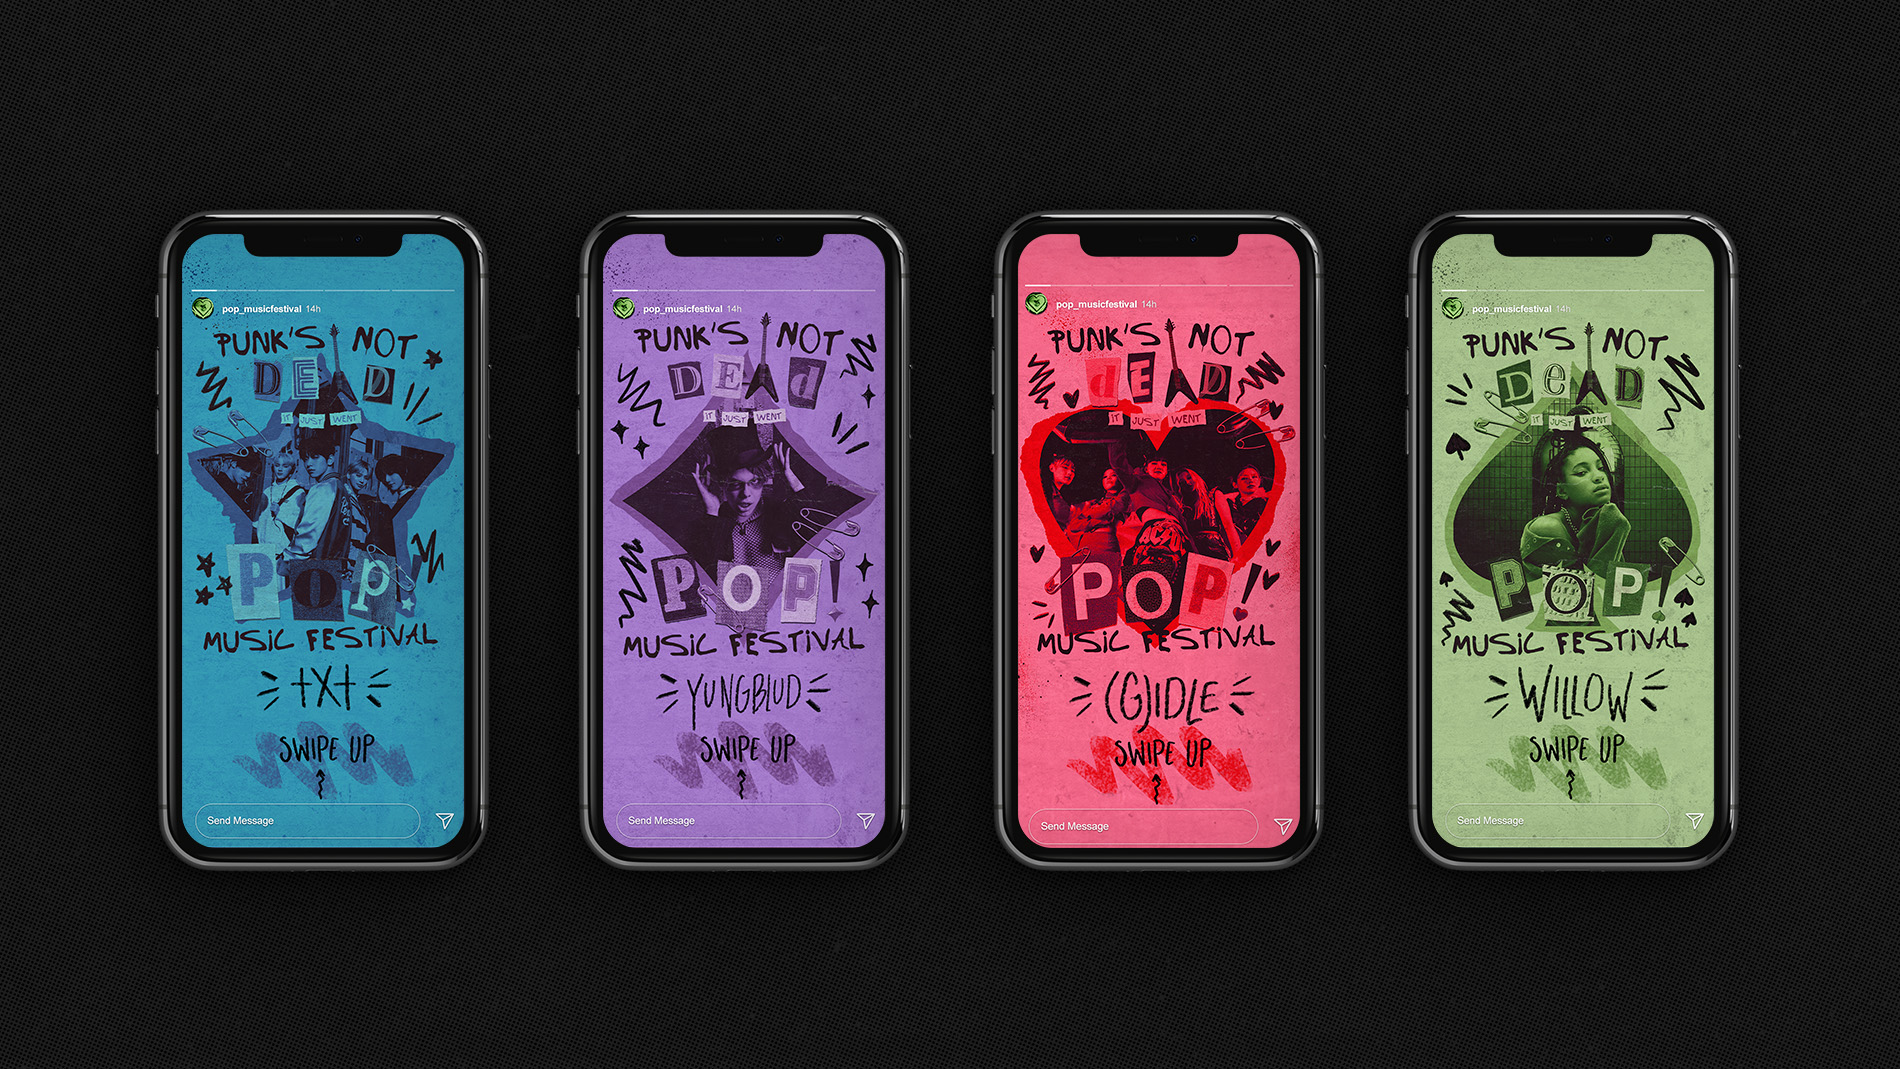 pop_musicfestival 14h
PUNK'S NOT
DEAD
IT JUST WENT
POP!
MUSIC FESTIVAL
TXT
SWIPE UP
Send Message
pop_musicfestival 14h
PUNK'S NOT
DEAd
IT JUST WENT
POP!
MUSIC FESTIVAL
YUNGBLUD
SWIPE UP
Send Message
pop_musicfestival 14h
PUNK'S NOT
dEAD
IT JUST WENT
AC/DC
POP!
MUSIC FESTIVAL
(G)IDLE
SWIPE UP
Send Message
pop_musicfestival 14h
PUNK'S NOT
DeAD
IT JUST WENT
POP!
MUSIC FESTIVAL
WILLOW
SWIPE UP
Send Message